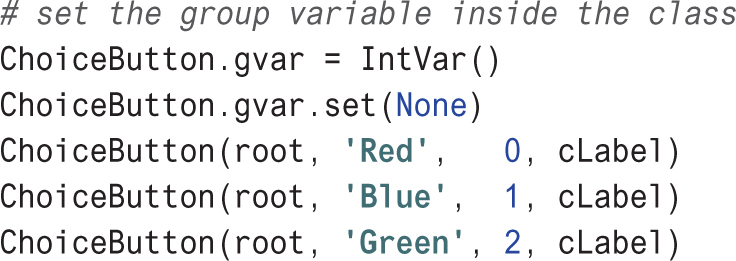 # set the group variable inside the class
ChoiceButton.gvar = IntVar()
ChoiceButton.gvar.set(None)
ChoiceButton(root, 'Red',   0, cLabel)
ChoiceButton(root, 'Blue',  1, cLabel)
ChoiceButton(root, 'Green', 2, cLabel)